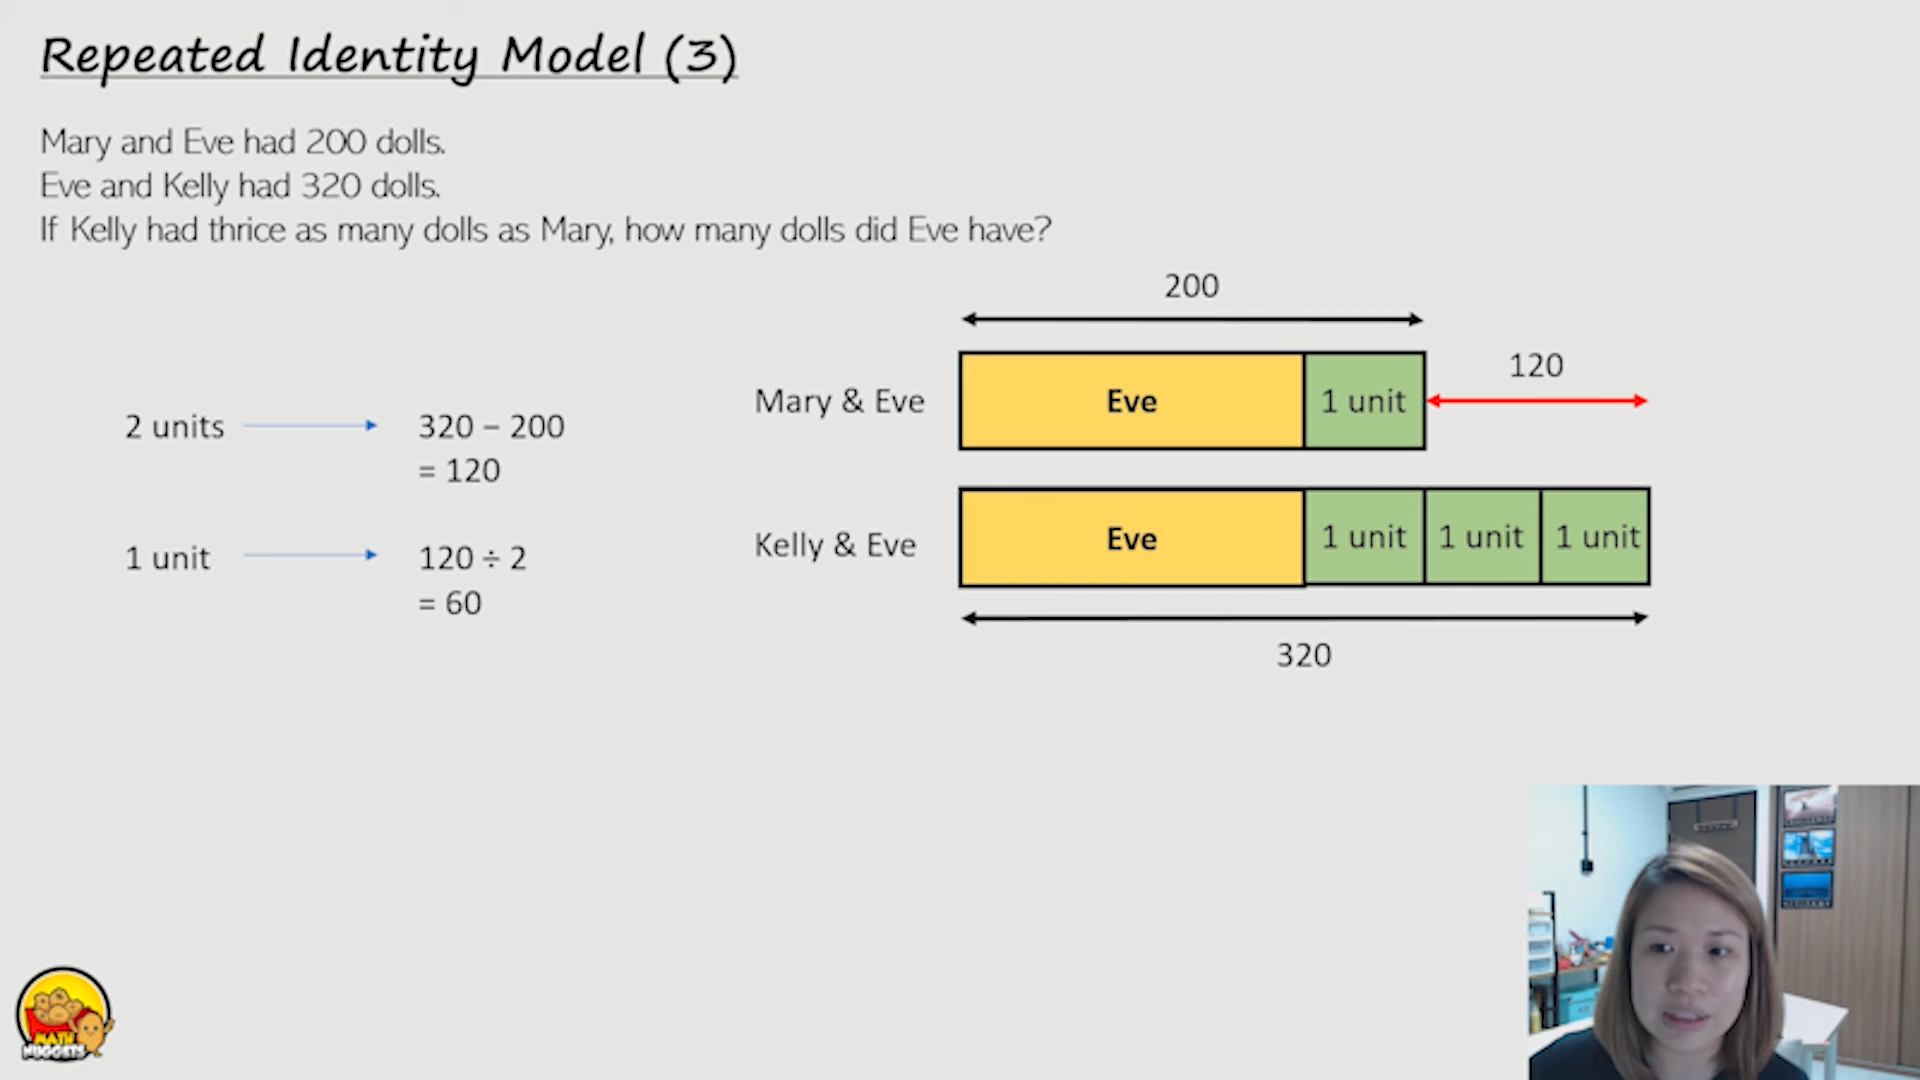 Repeated Identity Model (3)
Mary and Eve had 200 dolls.
Eve and Kelly had 320 dolls.
If Kelly had thrice as many dolls as Mary, how many dolls did Eve have?
200
120
Mary & Eve
Eve
1 unit
2 units
320 – 200
= 120
Kelly & Eve
Eve
1 unit
1 unit
1 unit
1 unit
120 ÷ 2
= 60
320
MATH
NUGGETS